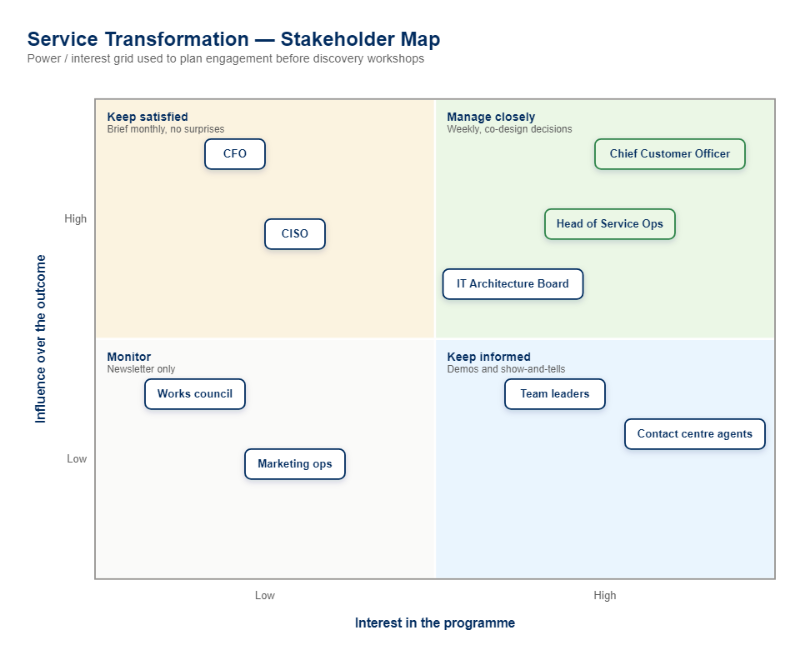 Service Transformation — Stakeholder Map
Power / interest grid used to plan engagement before discovery workshops
Keep satisfied
Brief monthly, no surprises
CFO
CISO
Manage closely
Weekly, co-design decisions
Chief Customer Officer
Head of Service Ops
IT Architecture Board
High
Influence over the outcome
Monitor
Newsletter only
Works council
Marketing ops
Keep informed
Demos and show-and-tells
Team leaders
Contact centre agents
Low
Low
High
Interest in the programme